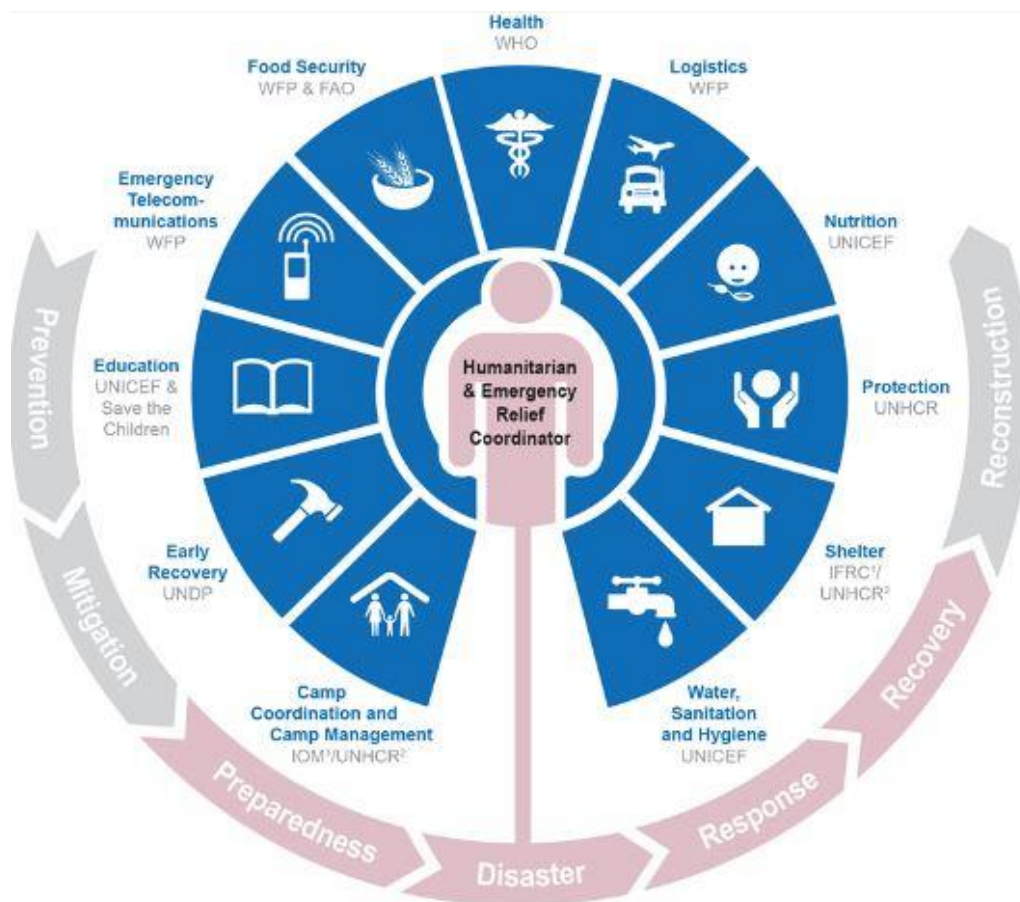 Health
WHO
Logistics
WFP
Nutrition
UNICEF
Protection
UNHCR
Shelter
IFRC¹/
UNHCR²
Water,
Sanitation
and Hygiene
UNICEF
Camp
Coordination and
Camp Management
IOM¹/UNHCR²
Early
Recovery
UNDP
Education
UNICEF &
Save the
Children
Emergency
Telecom-
munications
WFP
Food Security
WFP & FAO
Humanitarian
& Emergency
Relief
Coordinator
Prevention
Mitigation
Preparedness
Disaster
Response
Recovery
Reconstruction